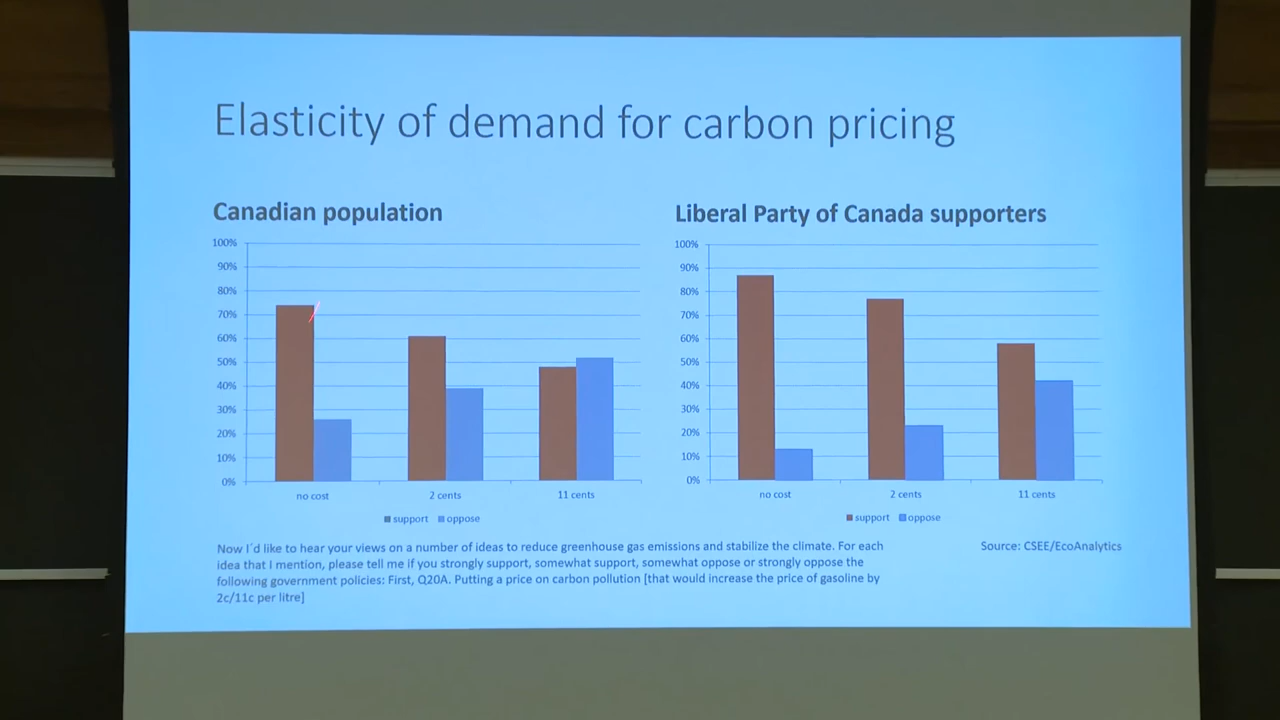 Elasticity of demand for carbon pricing
Canadian population
100%
90%
80%
70%
60%
50%
40%
30%
20%
10%
0%
no cost
2 cents
11 cents
support
oppose
Liberal Party of Canada supporters
100%
90%
80%
70%
60%
50%
40%
30%
20%
10%
0%
no cost
2 cents
11 cents
support
oppose
Now I´d like to hear your views on a number of ideas to reduce greenhouse gas emissions and stabilize the climate. For each
idea that I mention, please tell me if you strongly support, somewhat support, somewhat oppose or strongly oppose the
following government policies: First, Q20A. Putting a price on carbon pollution [that would increase the price of gasoline by
2c/11c per litre]
Source: CSEE/EcoAnalytics